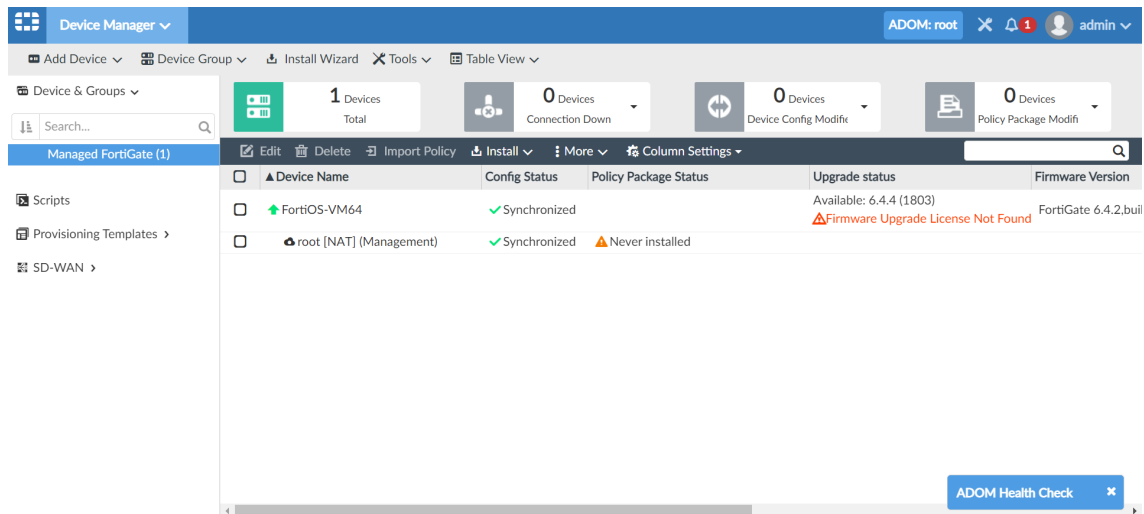 Device Manager
ADOM: root
1
admin
Add Device
Device Group
Install Wizard
Tools
Table View
Device & Groups
Search...
Managed FortiGate (1)
Scripts
Provisioning Templates
SD-WAN
1 Devices
Total
0 Devices
Connection Down
0 Devices
Device Config Modifie
0 Devices
Policy Package Modifi
Edit
Delete
Import Policy
Install
More
Column Settings
Device Name
Config Status
Policy Package Status
Upgrade status
Firmware Version
FortiOS-VM64
Synchronized
Available: 6.4.4 (1803)
Firmware Upgrade License Not Found
FortiGate 6.4.2,buil
root [NAT] (Management)
Synchronized
Never installed
ADOM Health Check